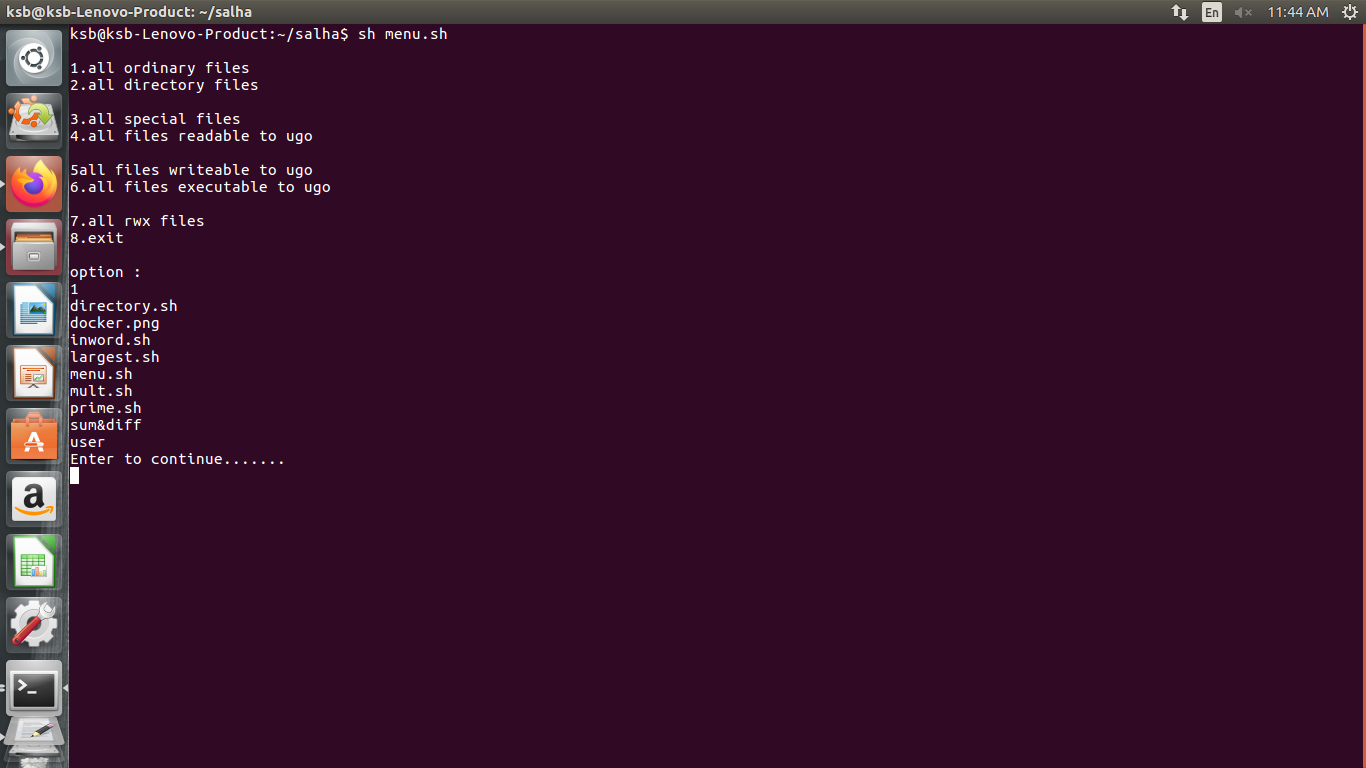 ksb@ksb-Lenovo-Product: ~/salha
En
11:44 AM
ksb@ksb-Lenovo-Product:~/salha$ sh menu.sh
1.all ordinary files
2.all directory files
3.all special files
4.all files readable to ugo
5all files writeable to ugo
6.all files executable to ugo
7.all rwx files
8.exit
option :
1
directory.sh
docker.png
inword.sh
largest.sh
menu.sh
mult.sh
prime.sh
sum&diff
user
Enter to continue.......